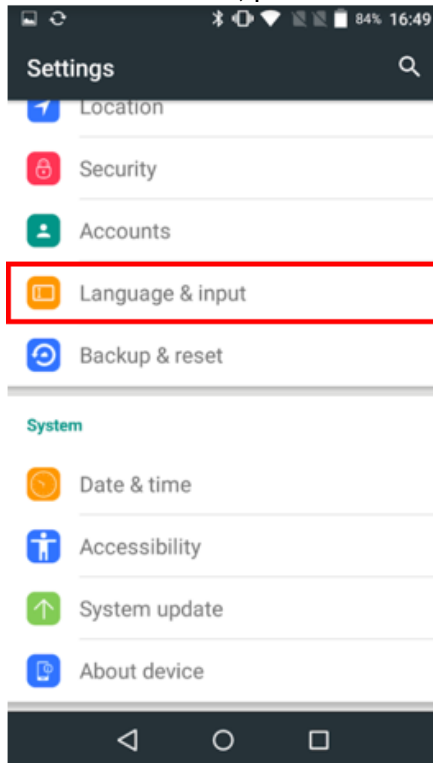 84% 16:49
Settings
Location
Security
Accounts
Language & input
Backup & reset
System
Date & time
Accessibility
System update
About device